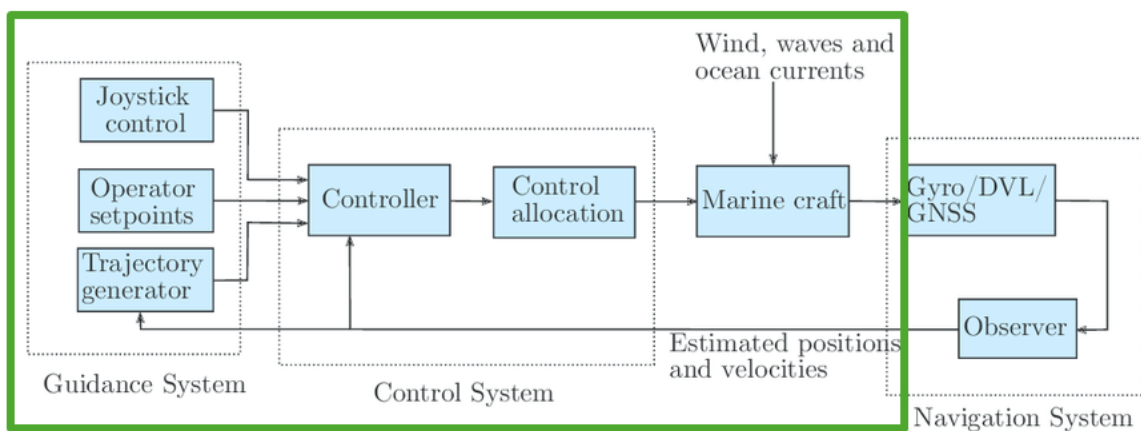 Wind, waves and
ocean currents
Joystick
control
Operator
setpoints
Trajectory
generator
Controller
Control
allocation
Marine craft
Gyro/DVL/
GNSS
Observer
Estimated positions
and velocities
Guidance System
Control System
Navigation System